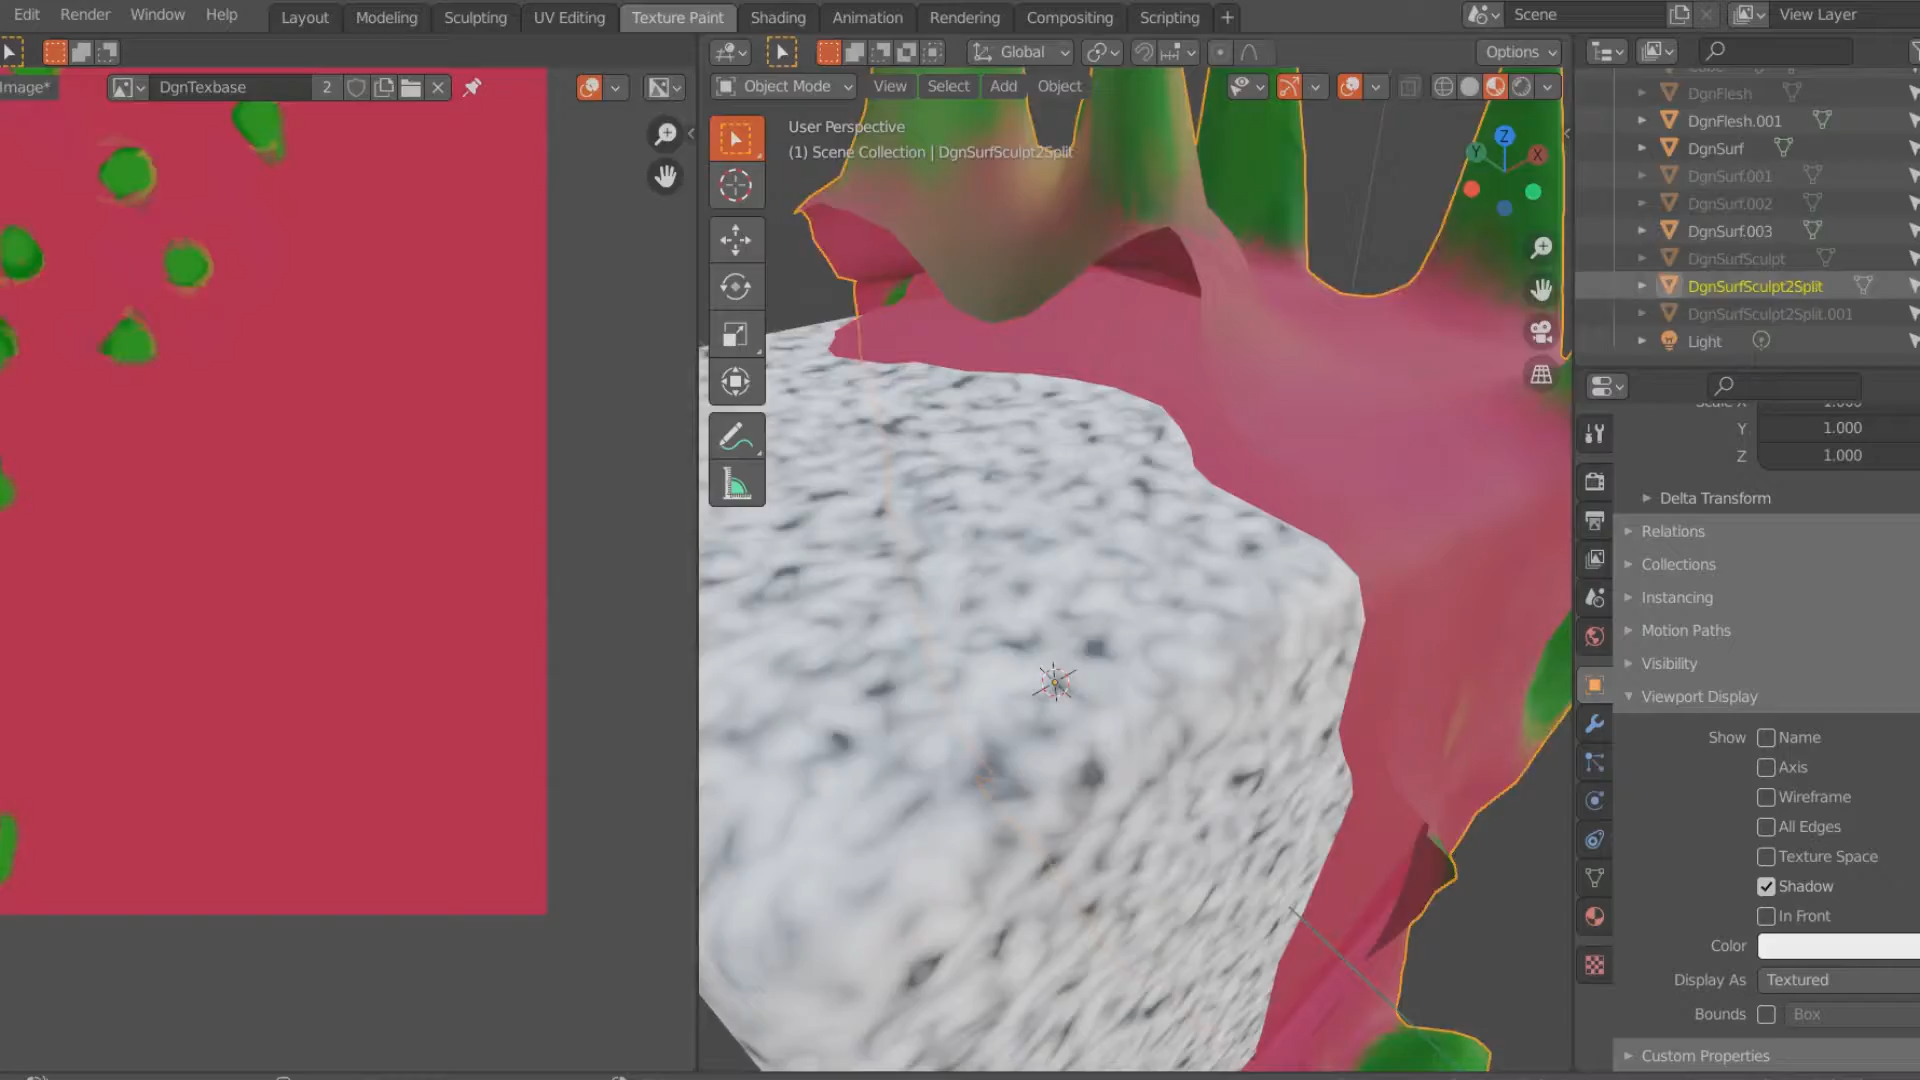 Edit Render Window Help Layout Modeling Sculpting UV Editing Texture Paint Shading Animation Rendering Compositing Scripting + Scene View Layer
Global Options
Image* DgnTexbase 2 Object Mode View Select Add Object
User Perspective
(1) Scene Collection | DgnSurfSculpt2Split
Z
Y
X
DgnFlesh
DgnFlesh.001
DgnSurf
DgnSurf.001
DgnSurf.002
DgnSurf.003
DgnSurfSculpt
DgnSurfSculpt2Split
DgnSurfSculpt2Split.001
Light
Scale X 1.000
Y 1.000
Z 1.000
Delta Transform
Relations
Collections
Instancing
Motion Paths
Visibility
Viewport Display
Show Name
Axis
Wireframe
All Edges
Texture Space
Shadow
In Front
Color
Display As Textured
Bounds Box
Custom Properties